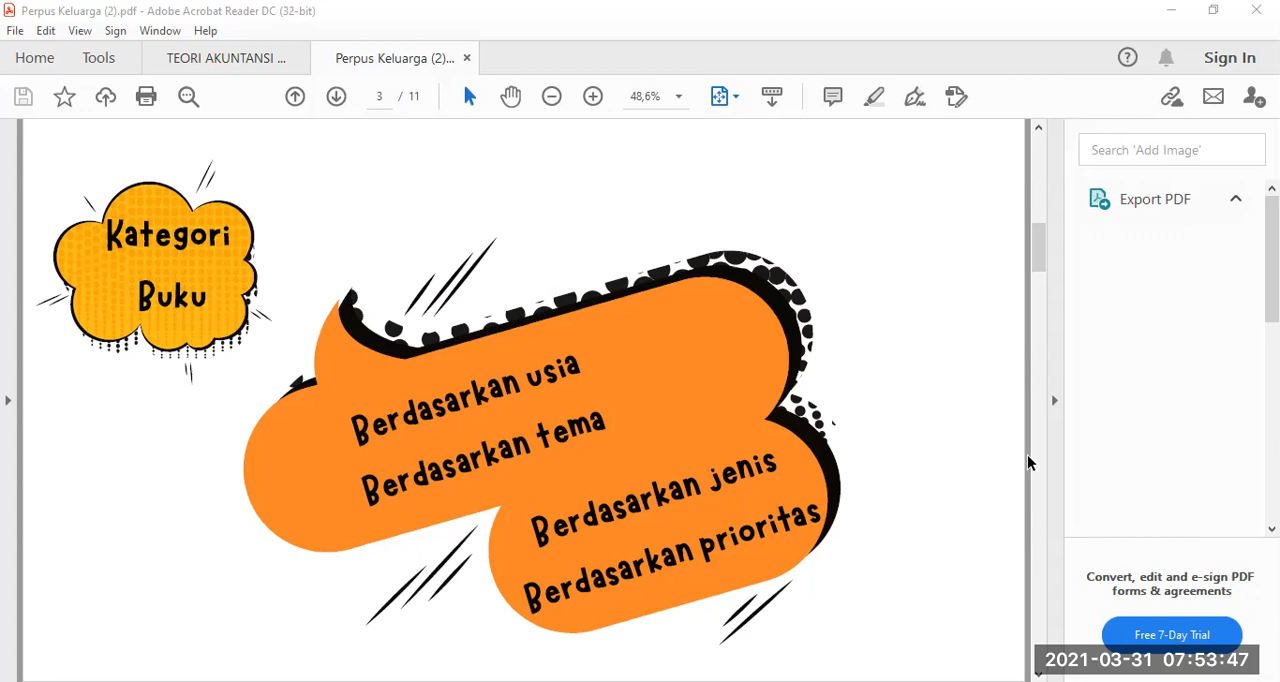 Perpus Keluarga (2).pdf - Adobe Acrobat Reader DC (32-bit)
File Edit View Sign Window Help
Home Tools TEORI AKUNTANSI ... Perpus Keluarga (2)... × Sign In
3 / 11 48,6%
Search 'Add Image'
Export PDF
Kategori
Buku
Berdasarkan usia
Berdasarkan tema
Berdasarkan jenis
Berdasarkan prioritas
Convert, edit and e-sign PDF
forms & agreements
Free 7-Day Trial
2021-03-31 07:53:47